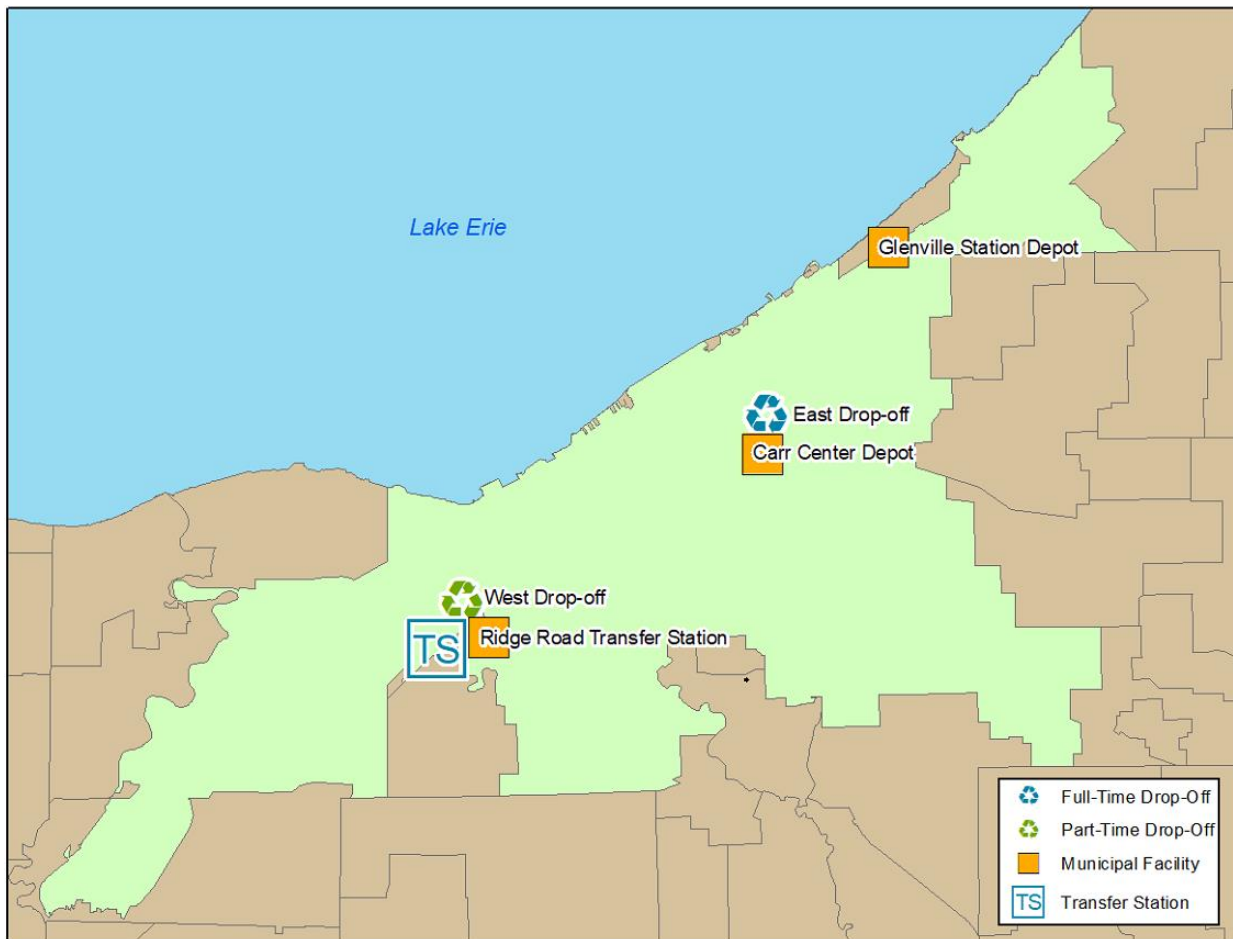 Lake Erie
Glenville Station Depot
East Drop-off
Carr Center Depot
West Drop-off
TS
Ridge Road Transfer Station
Full-Time Drop-Off
Part-Time Drop-Off
Municipal Facility
TS
Transfer Station